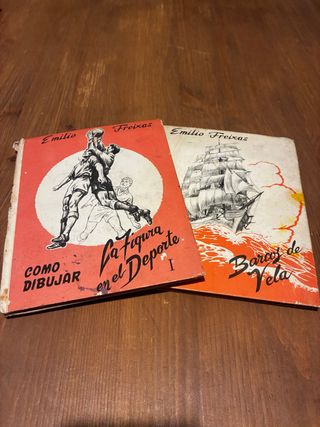 Emilio Freixas
COMO
DIBUJAR
La Figura
en el Deporte
I
Emilio Freixas
Barcos de
Vela